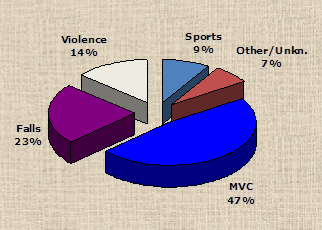 Sports
9%
Other/Unkn.
7%
MVC
47%
Falls
23%
Violence
14%